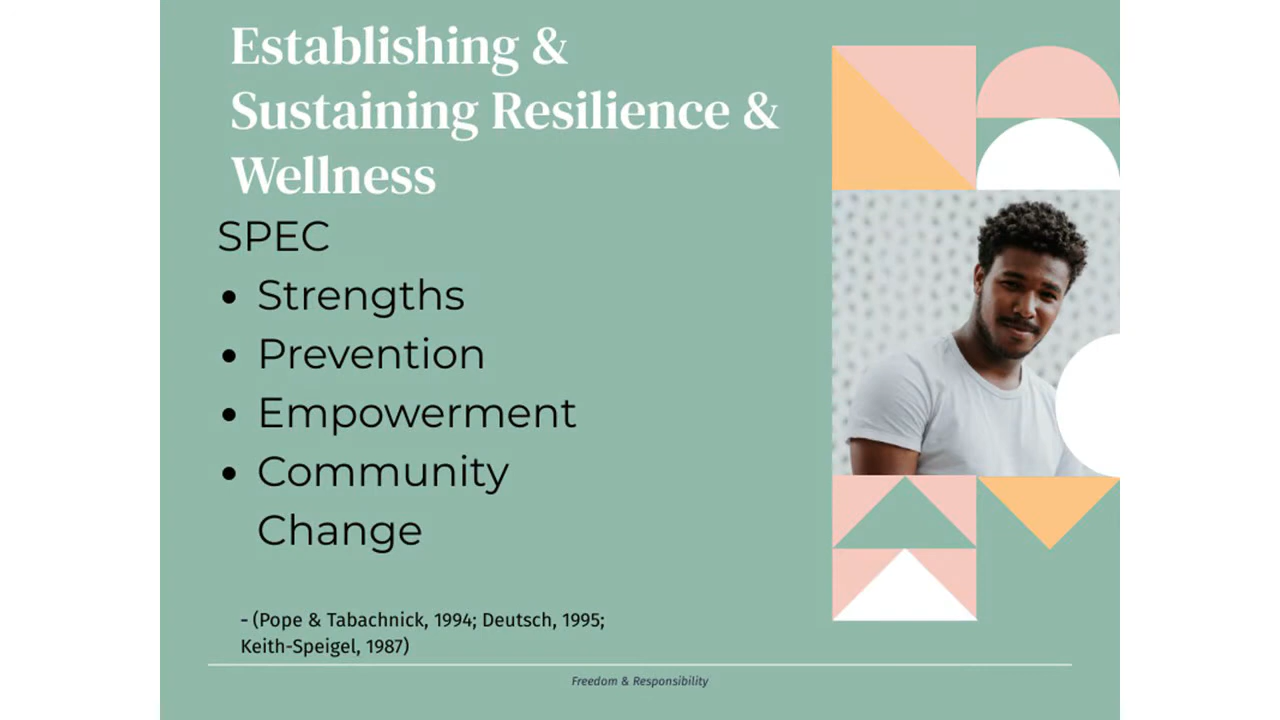 Establishing &
Sustaining Resilience &
Wellness
SPEC
• Strengths
• Prevention
• Empowerment
• Community
Change
- (Pope & Tabachnick, 1994; Deutsch, 1995;
Keith-Speigel, 1987)
Freedom & Responsibility